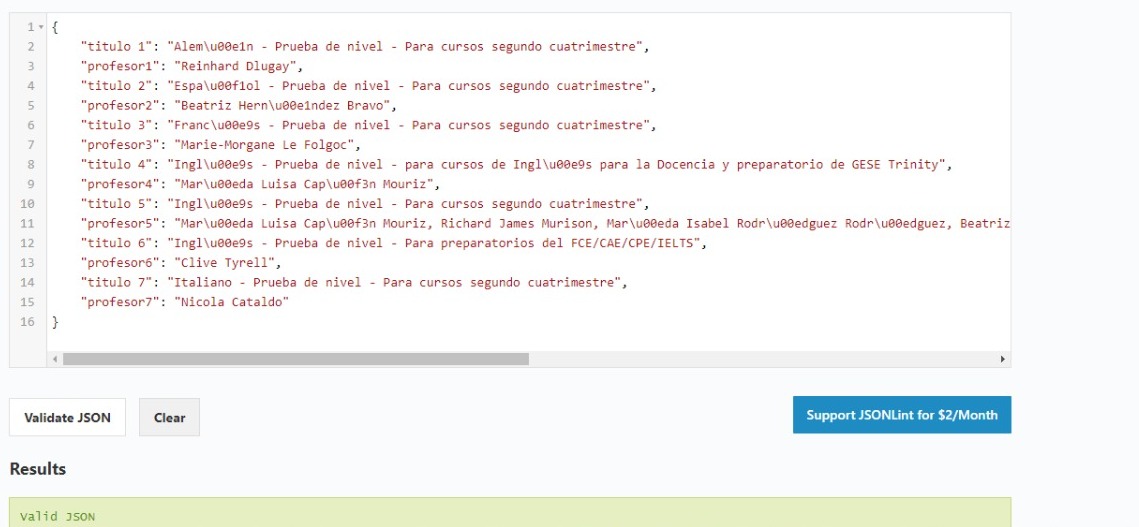 1 {
2 "titulo 1": "Alem\u00e1n - Prueba de nivel - Para cursos segundo cuatrimestre",
3 "profesor1": "Reinhard Dlugay",
4 "titulo 2": "Espa\u00f1ol - Prueba de nivel - Para cursos segundo cuatrimestre",
5 "profesor2": "Beatriz Hern\u00e1ndez Bravo",
6 "titulo 3": "Franc\u00e9s - Prueba de nivel - Para cursos segundo cuatrimestre",
7 "profesor3": "Marie-Morgane Le Folgoc",
8 "titulo 4": "Ingl\u00e9s - Prueba de nivel - para cursos de Ingl\u00e9s para la Docencia y preparatorio de GESE Trinity",
9 "profesor4": "Mar\u00eda Luisa Cap\u00f3n Mouriz",
10 "titulo 5": "Ingl\u00e9s - Prueba de nivel - Para cursos segundo cuatrimestre",
11 "profesor5": "Mar\u00eda Luisa Cap\u00f3n Mouriz, Richard James Murison, Mar\u00eda Isabel Rodr\u00edguez Rodr\u00edguez, Beatriz
12 "titulo 6": "Ingl\u00e9s - Prueba de nivel - Para preparatorios del FCE/CAE/CPE/IELTS",
13 "profesor6": "Clive Tyrell",
14 "titulo 7": "Italiano - Prueba de nivel - Para cursos segundo cuatrimestre",
15 "profesor7": "Nicola Cataldo"
16 }
Validate JSON Clear Support JSONLint for $2/Month
Results
Valid JSON